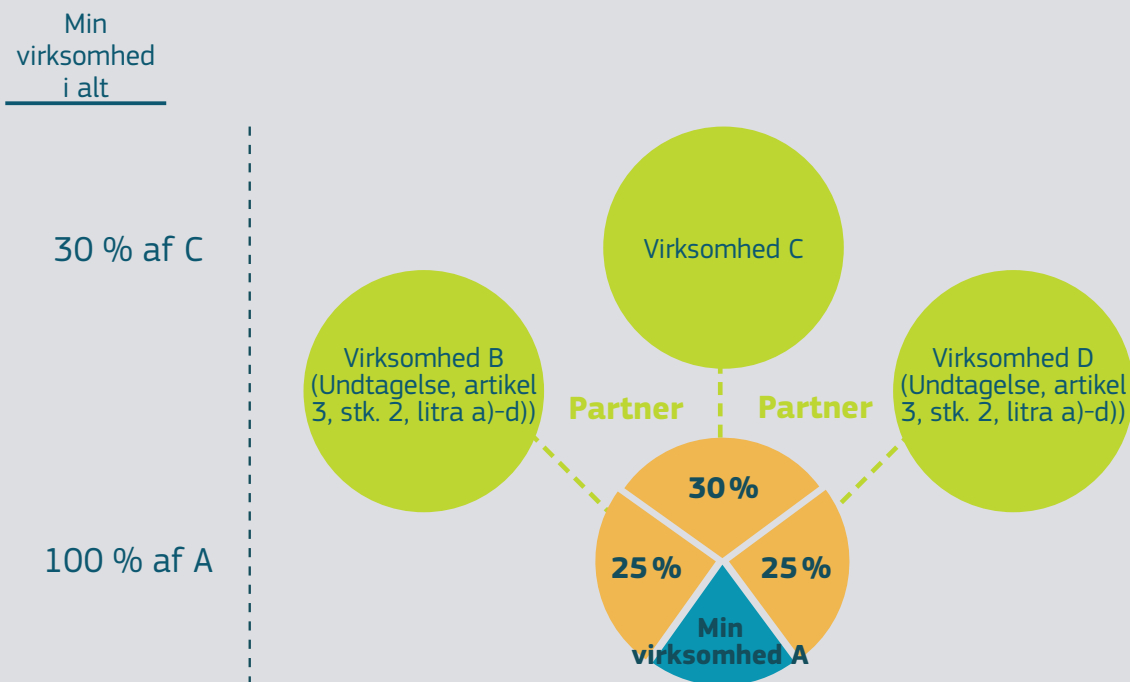 Min
virksomhed
i alt
30 % af C
100 % af A
Virksomhed C
Virksomhed B
(Undtagelse, artikel
3, stk. 2, litra a)-d))
Virksomhed D
(Undtagelse, artikel
3, stk. 2, litra a)-d))
Partner
Partner
30 %
25 %
25 %
Min
virksomhed A